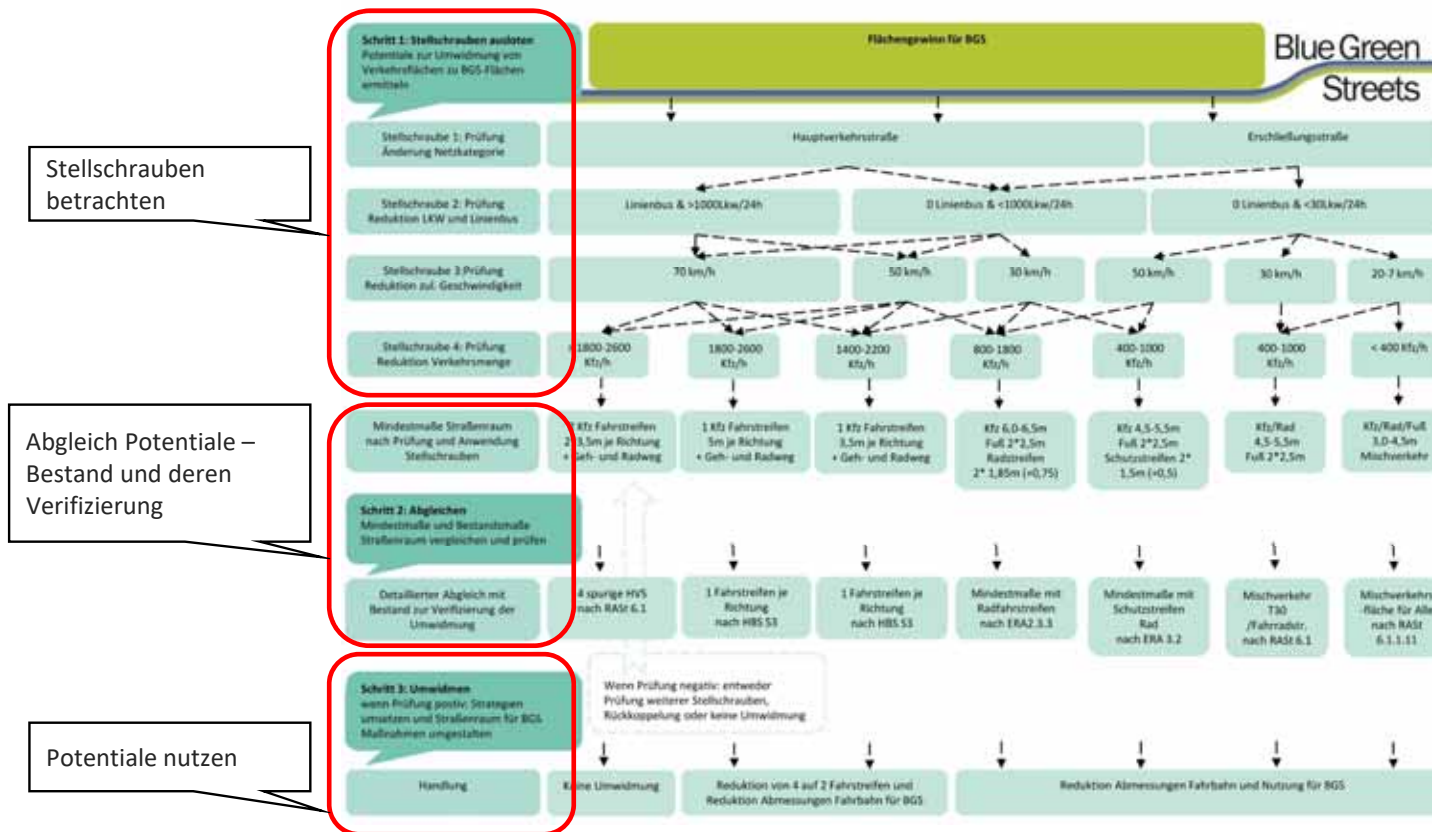 Schritt 1: Stellschrauben ausloten
Potentiale zur Umwidmung von
Verkehrsflächen zu BGS-Flächen
ermitteln
Flächengewinn für BGS
Blue Green
Streets
Stellschrauben
betrachten
Stellschraube 1: Prüfung
Änderung Netzkategorie
Hauptverkehrsstraße
Erschließungsstraße
Stellschraube 2: Prüfung
Reduktion LKW und Linienbus
Linienbus & >1000Lkw/24h
0 Linienbus & <1000Lkw/24h
0 Linienbus & <30Lkw/24h
Stellschraube 3:Prüfung
Reduktion zul. Geschwindigkeit
70 km/h
50 km/h
30 km/h
50 km/h
30 km/h
20-7 km/h
Stellschraube 4: Prüfung
Reduktion Verkehrsmenge
1800-2600
Kfz/h
1800-2600
Kfz/h
1400-2200
Kfz/h
800-1800
Kfz/h
400-1000
Kfz/h
400-1000
Kfz/h
< 400 Kfz/h
Abgleich Potentiale –
Bestand und deren
Verifizierung
Mindestmaße Straßenraum
nach Prüfung und Anwendung
Stellschrauben
Kfz Fahrstreifen
3,5m je Richtung
+ Geh- und Radweg
1 Kfz Fahrstreifen
5m je Richtung
+ Geh- und Radweg
1 Kfz Fahrstreifen
3,5m je Richtung
+ Geh- und Radweg
Kfz 6,0-6,5m
Fuß 2*2,5m
Radstreifen
2* 1,85m (+0,75)
Kfz 4,5-5,5m
Fuß 2*2,5m
Schutzstreifen 2*
1,5m (+0,5)
Kfz/Rad
4,5-5,5m
Fuß 2*2,5m
Kfz/Rad/Fuß
3,0-4,5m
Mischverkehr
Schritt 2: Abgleichen
Mindestmaße und Bestandsmaße
Straßenraum vergleichen und prüfen
Detaillierter Abgleich mit
Bestand zur Verifizierung der
Umwidmung
4 spurige HVS
nach RASt 6.1
1 Fahrstreifen je
Richtung
nach HBS S3
1 Fahrstreifen je
Richtung
nach HBS S3
Mindestmaße mit
Radfahrstreifen
nach ERA2.3.3
Mindestmaße mit
Schutzstreifen
Rad
nach ERA 3.2
Mischverkehr
T30
/Fahrradstr.
nach RASt 6.1
Mischverkehrs
-fläche für Alle
nach RASt
6.1.1.11
Schritt 3: Umwidmen
wenn Prüfung postiv: Strategien
umsetzen und Straßenraum für BGS
Maßnahmen umgestalten
Wenn Prüfung negativ: entweder
Prüfung weiterer Stellschrauben,
Rückkoppelung oder keine Umwidmung
Potentiale nutzen
Handlung
Keine Umwidmung
Reduktion von 4 auf 2 Fahrstreifen und
Reduktion Abmessungen Fahrbahn für BGS
Reduktion Abmessungen Fahrbahn und Nutzung für BGS